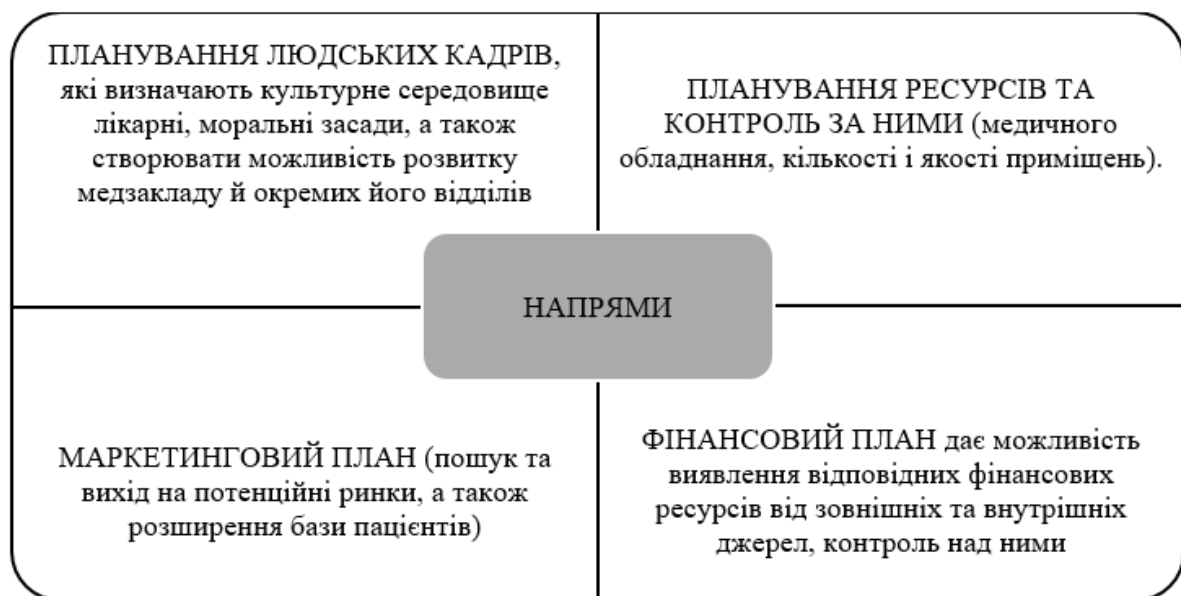 ПЛАНУВАННЯ ЛЮДСЬКИХ КАДРІВ,
які визначають культурне середовище
лікарні, моральні засади, а також
створювати можливість розвитку
медзакладу й окремих його відділів
ПЛАНУВАННЯ РЕСУРСІВ ТА
КОНТРОЛЬ ЗА НИМИ (медичного
обладнання, кількості і якості приміщень).
НАПРЯМИ
МАРКЕТИНГОВИЙ ПЛАН (пошук та
вихід на потенційні ринки, а також
розширення бази пацієнтів)
ФІНАНСОВИЙ ПЛАН дає можливість
виявлення відповідних фінансових
ресурсів від зовнішніх та внутрішніх
джерел, контроль над ними